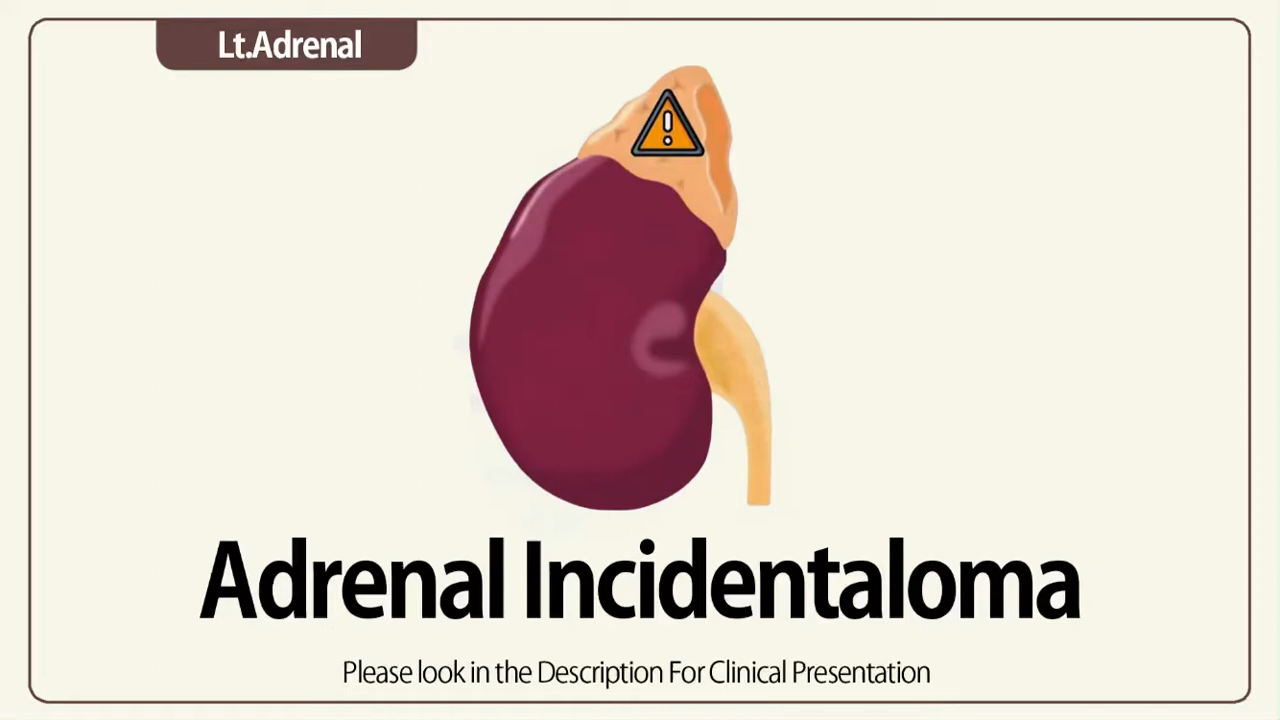 Lt.Adrenal
Adrenal Incidentaloma
Please look in the Description For Clinical Presentation